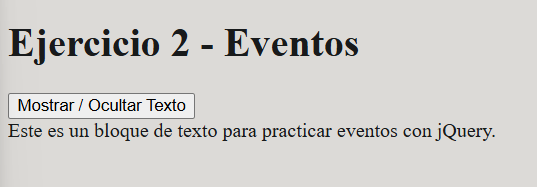 Ejercicio 2 - Eventos
Mostrar / Ocultar Texto
Este es un bloque de texto para practicar eventos con jQuery.